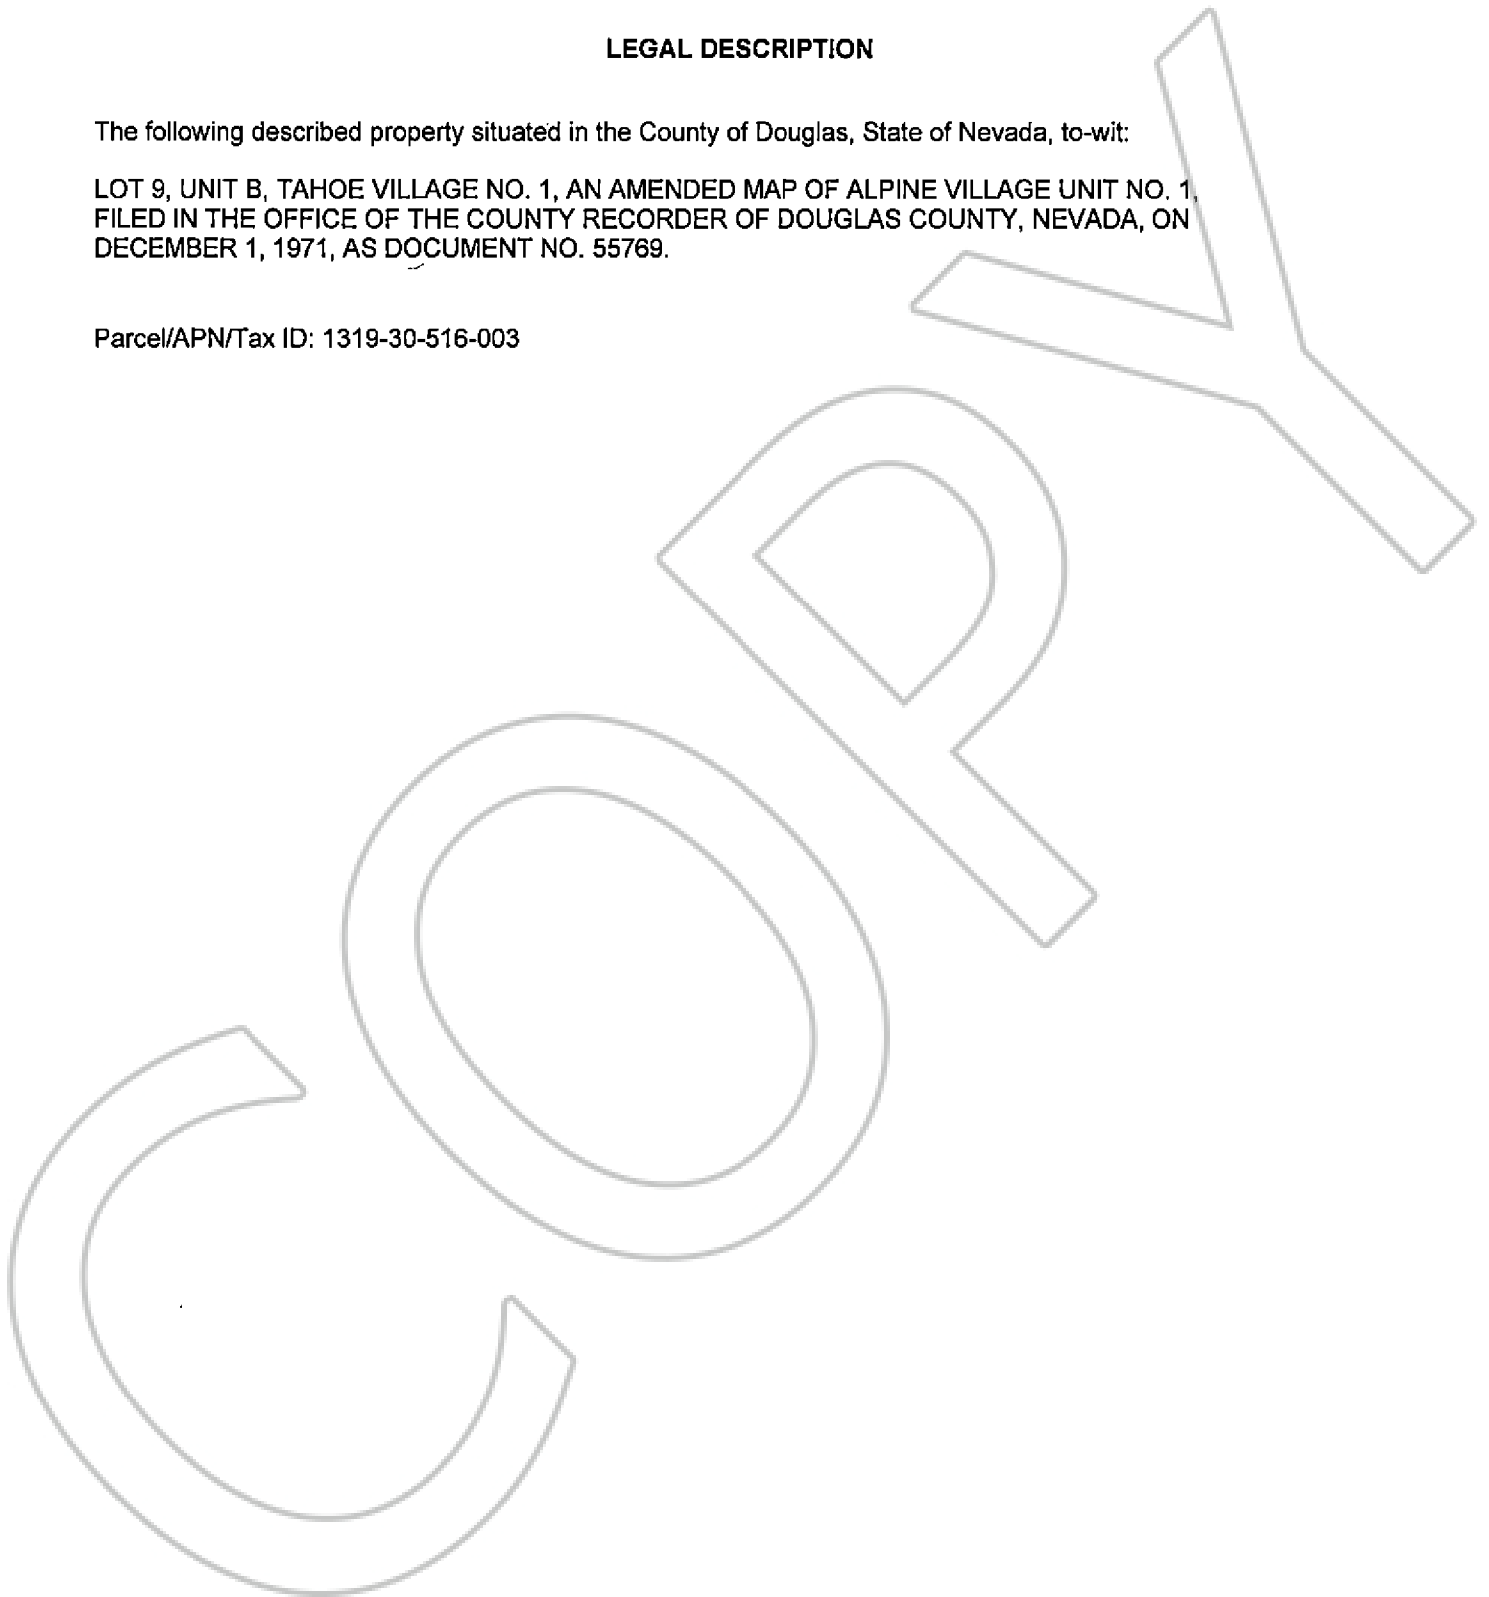 LEGAL DESCRIPTION
The following described property situated in the County of Douglas, State of Nevada, to-wit:
LOT 9, UNIT B, TAHOE VILLAGE NO. 1, AN AMENDED MAP OF ALPINE VILLAGE UNIT NO. 1,
FILED IN THE OFFICE OF THE COUNTY RECORDER OF DOUGLAS COUNTY, NEVADA, ON
DECEMBER 1, 1971, AS DOCUMENT NO. 55769.
Parcel/APN/Tax ID: 1319-30-516-003
COPY